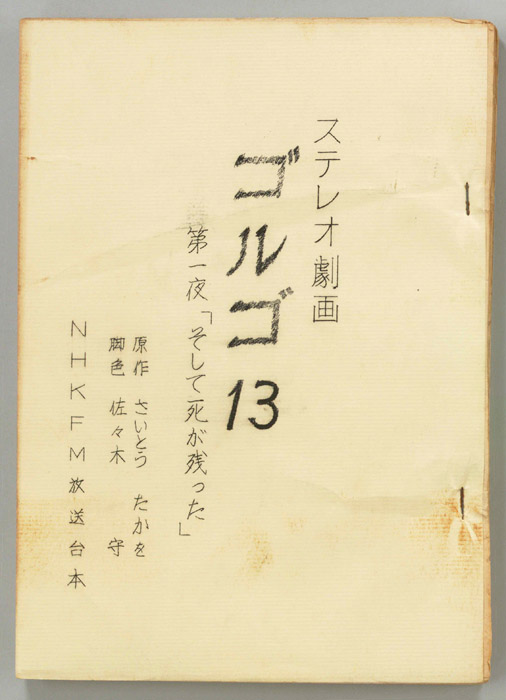 ステレオ劇画
ゴルゴ13
第一夜「そして死が残った」
原作 さいとう たかを
脚色 佐々木 守
NHKFM放送台本